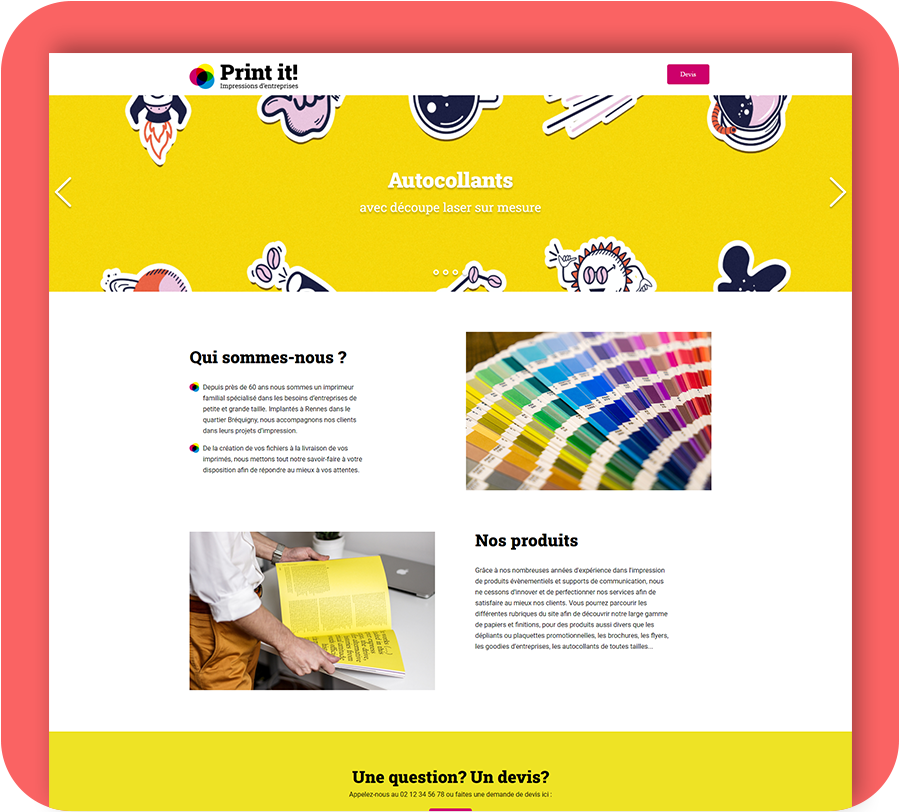 Print it!
Impressions d'entreprises
Devis
Autocollants
avec découpe laser sur mesure
Qui sommes-nous ?
Depuis près de 60 ans nous sommes un imprimeur
familial spécialisé dans les besoins d'entreprises de
petite et grande taille. Implantés à Rennes dans le
quartier Bréquigny, nous accompagnons nos clients
dans leurs projets d'impression.
De la création de vos fichiers à la livraison de vos
imprimés, nous mettons tout notre savoir-faire à votre
disposition afin de répondre au mieux à vos attentes.
Nos produits
Grâce à nos nombreuses années d'expérience dans l'impression
de produits évènementiels et supports de communication, nous
ne cessons d'innover et de perfectionner nos services afin de
satisfaire au mieux nos clients. Vous pourrez parcourir les
différentes rubriques du site afin de découvrir notre large gamme
de papiers et finitions, pour des produits aussi divers que les
dépliants ou plaquettes promotionnelles, les brochures, les flyers,
les goodies d'entreprises, les autocollants de toutes tailles...
Une question? Un devis?
Appelez-nous au 02 12 34 56 78 ou faites une demande de devis ici :